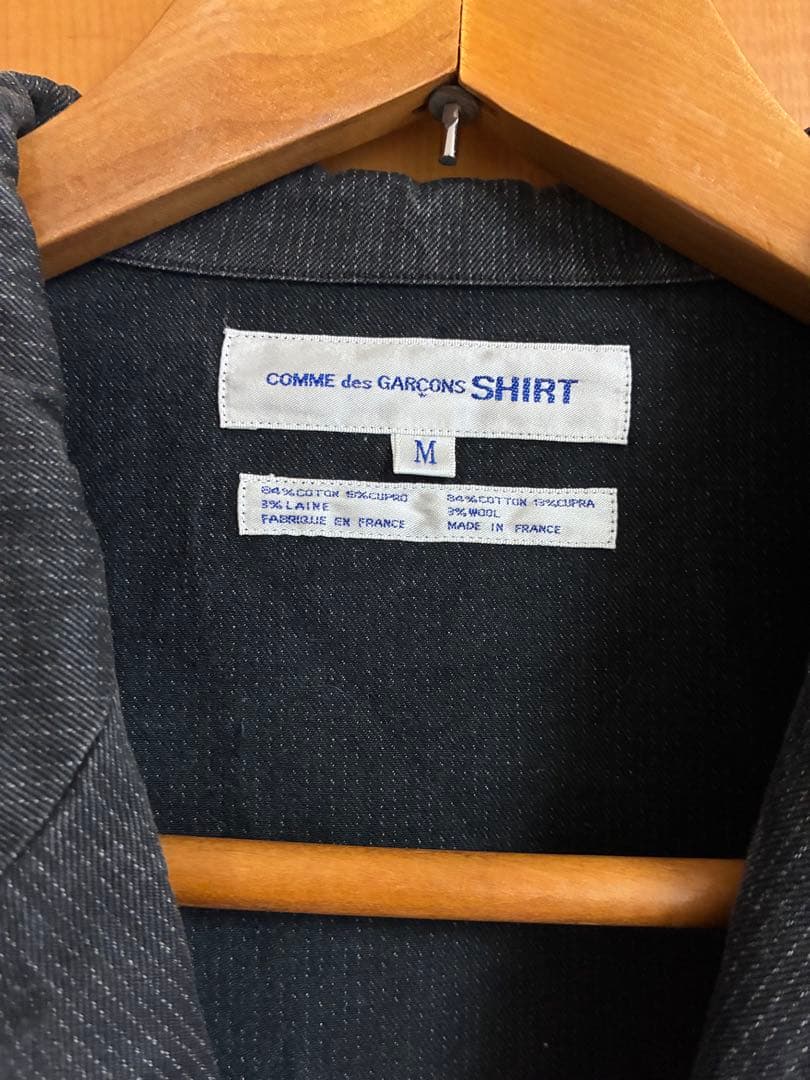 COMME des GARÇONS SHIRT
M
84%COTON 15%CUPRO
3%LAINE
FABRIQUE EN FRANCE
84%COTTON 13%CUPRA
3%WOOL
MADE IN FRANCE